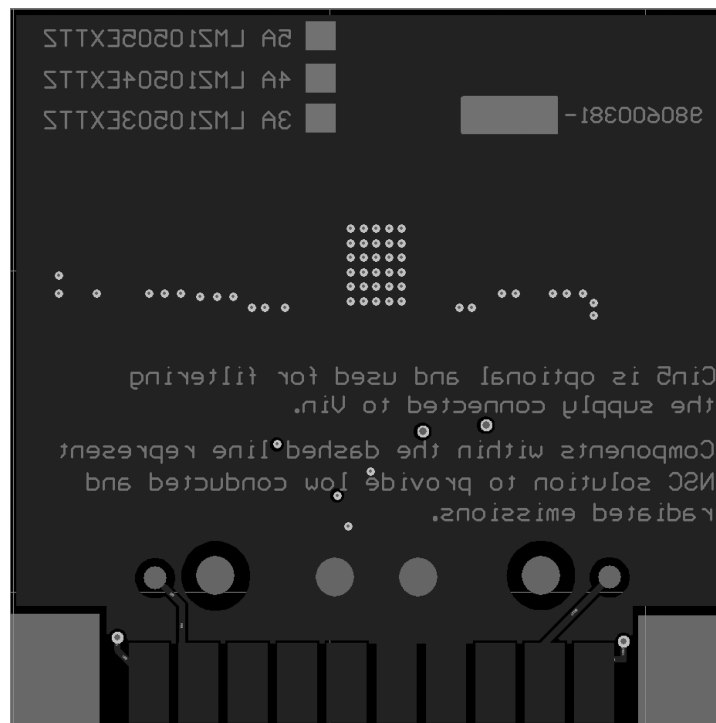 5A LMZ10505EXTTZ
4A LMZ10504EXTTZ
3A LMZ10503EXTTZ
980600381-
Cin5 is optional and used for filtering
the supply connected to Vin.
Components within the dashed line represent
NSC solution to provide low conducted and
radiated emissions.